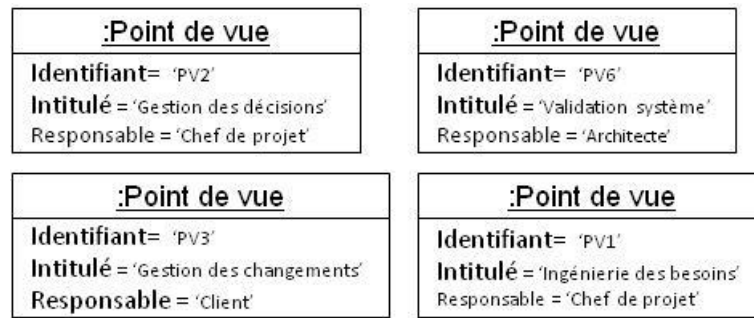 :Point de vue
Identifiant= ‘PV2’
Intitulé = ‘Gestion des décisions’
Responsable = ‘Chef de projet’
:Point de vue
Identifiant= ‘PV6’
Intitulé = ‘Validation système’
Responsable = ‘Architecte’
:Point de vue
Identifiant= ‘PV3’
Intitulé = ‘Gestion des changements’
Responsable = ‘Client’
:Point de vue
Identifiant= ‘PV1’
Intitulé = ‘Ingénierie des besoins’
Responsable = ‘Chef de projet’